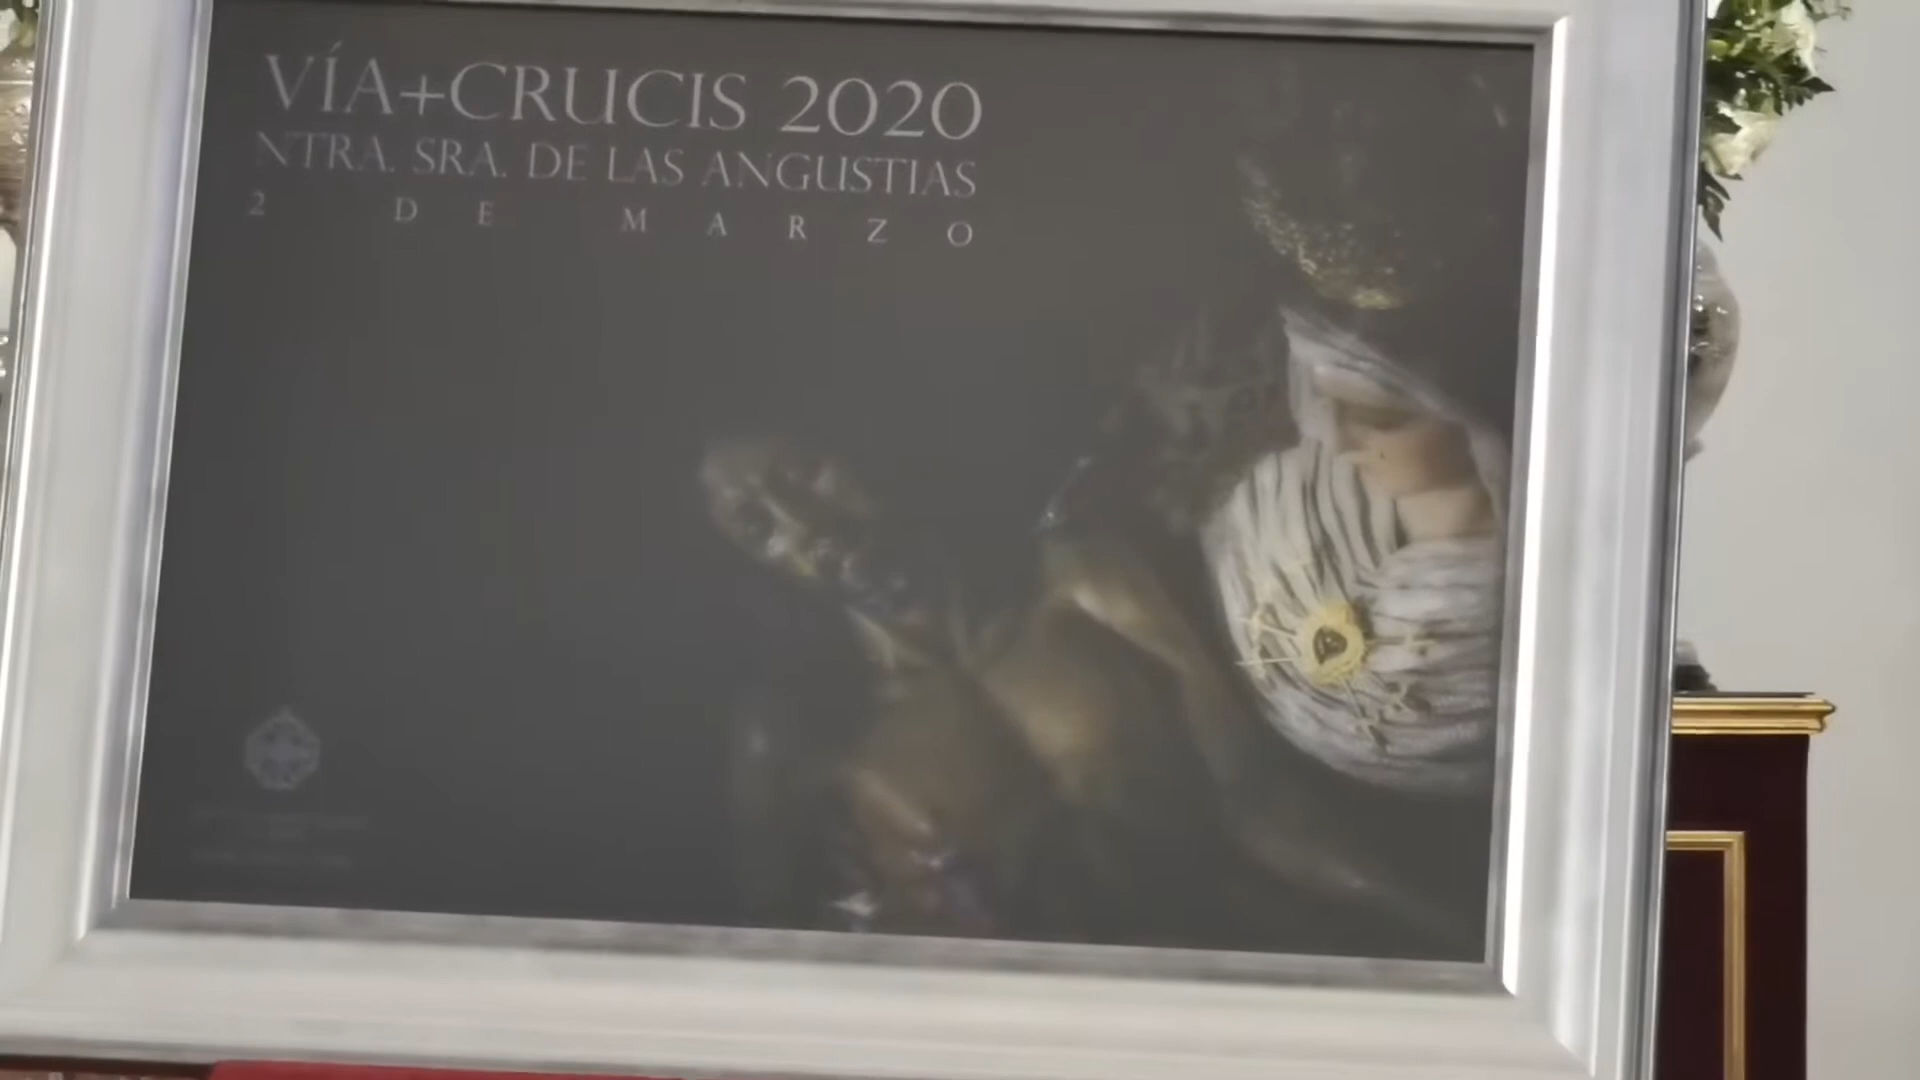 VÍA+CRUCIS 2020
NTRA. SRA. DE LAS ANGUSTIAS
2 DE MARZO